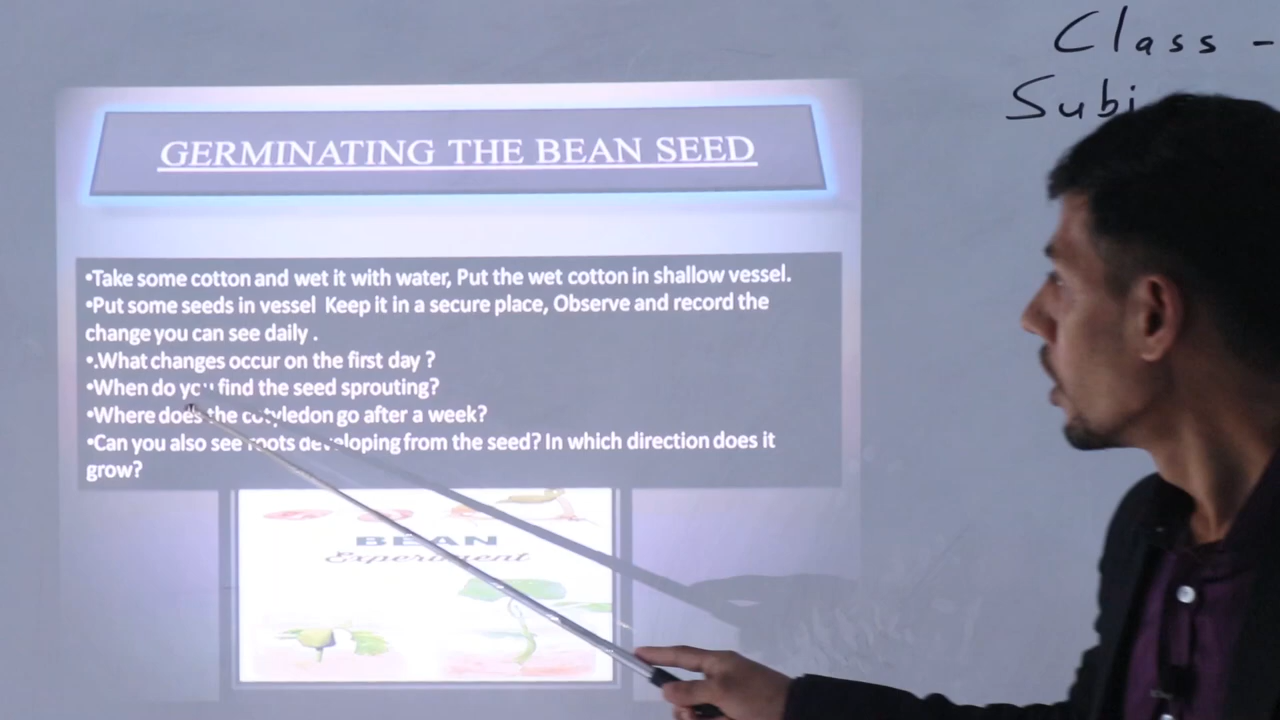 Class -
Subj
GERMINATING THE BEAN SEED
•Take some cotton and wet it with water, Put the wet cotton in shallow vessel.
•Put some seeds in vessel Keep it in a secure place, Observe and record the
change you can see daily .
•.What changes occur on the first day ?
•When do you find the seed sprouting?
•Where does the cotyledon go after a week?
•Can you also see roots developing from the seed? In which direction does it
grow?
BEAN
Experiment